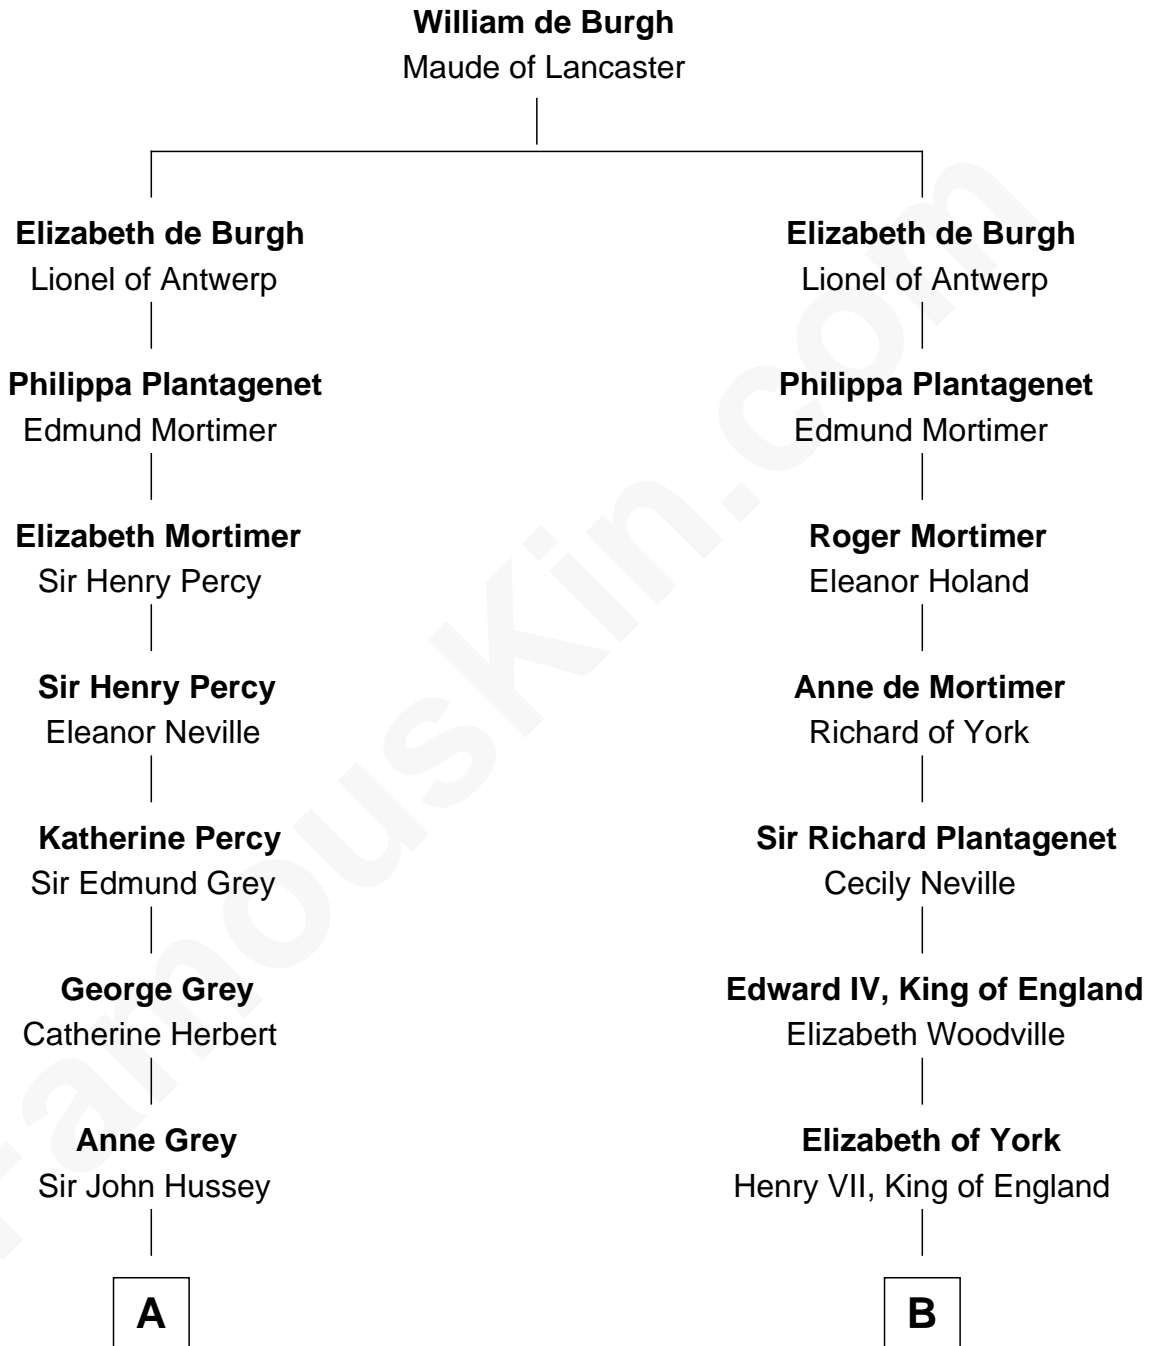 William de Burgh
Maude of Lancaster
Elizabeth de Burgh
Lionel of Antwerp
Philippa Plantagenet
Edmund Mortimer
Elizabeth Mortimer
Sir Henry Percy
Sir Henry Percy
Eleanor Neville
Katherine Percy
Sir Edmund Grey
George Grey
Catherine Herbert
Anne Grey
Sir John Hussey
A
Elizabeth de Burgh
Lionel of Antwerp
Philippa Plantagenet
Edmund Mortimer
Roger Mortimer
Eleanor Holand
Anne de Mortimer
Richard of York
Sir Richard Plantagenet
Cecily Neville
Edward IV, King of England
Elizabeth Woodville
Elizabeth of York
Henry VII, King of England
B
FamousKin.com